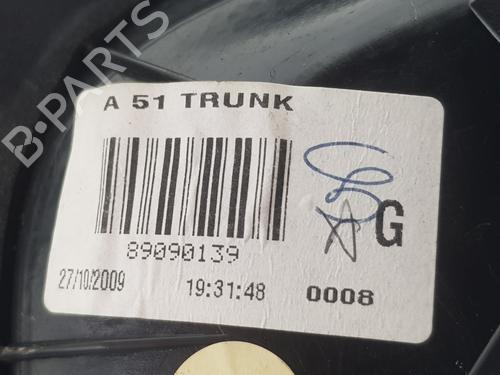 A 51 TRUNK
G
89090139
27/10/2009 19:31:48 0008
B-PARTS